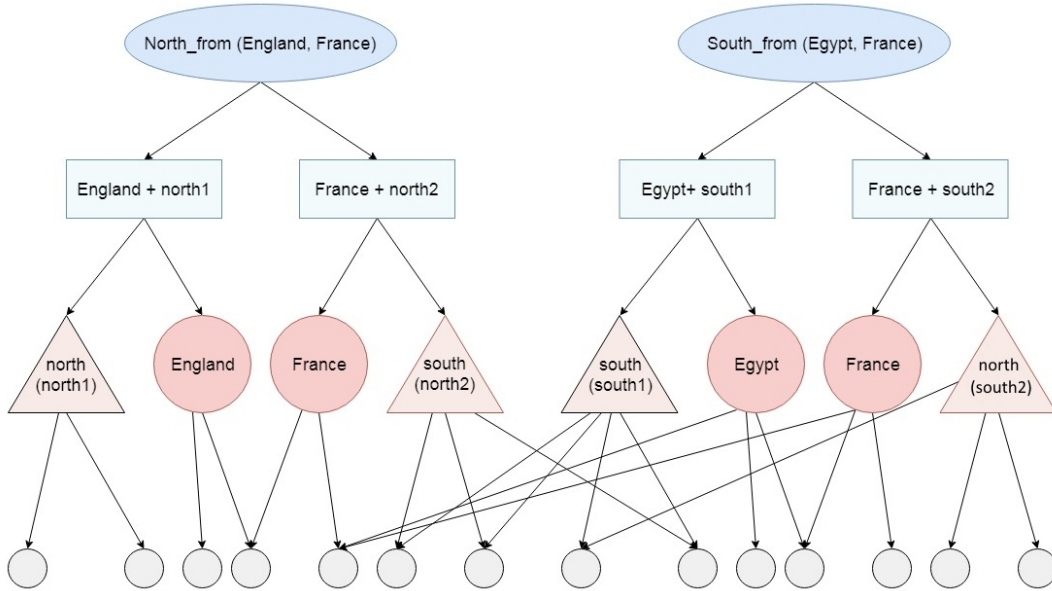 North_from (England, France)
South_from (Egypt, France)
England + north1
France + north2
Egypt+ south1
France + south2
north
(north1)
England
France
south
(north2)
south
(south1)
Egypt
France
north
(south2)